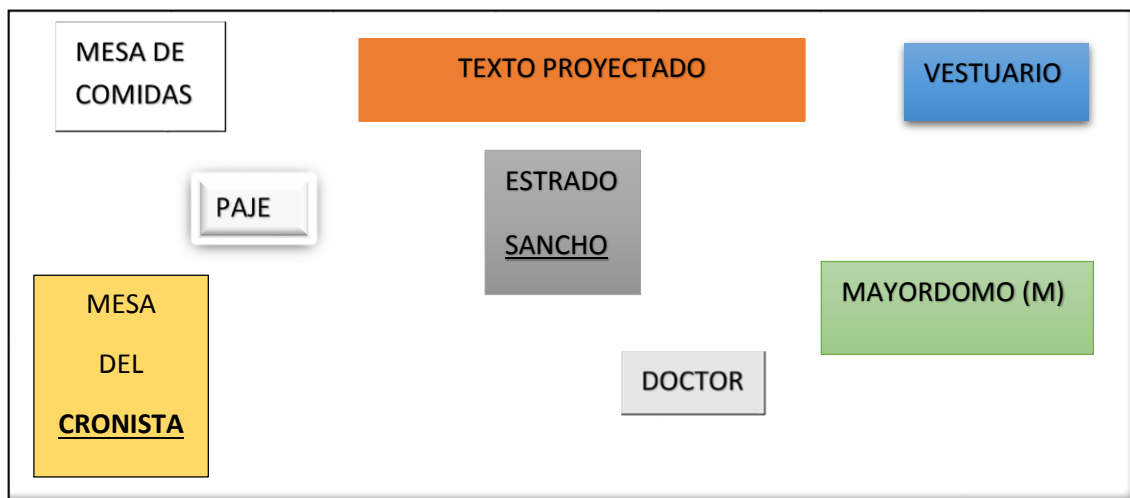 MESA DE
COMIDAS
TEXTO PROYECTADO
VESTUARIO
PAJE
ESTRADO
SANCHO
MESA
DEL
CRONISTA
MAYORDOMO (M)
DOCTOR